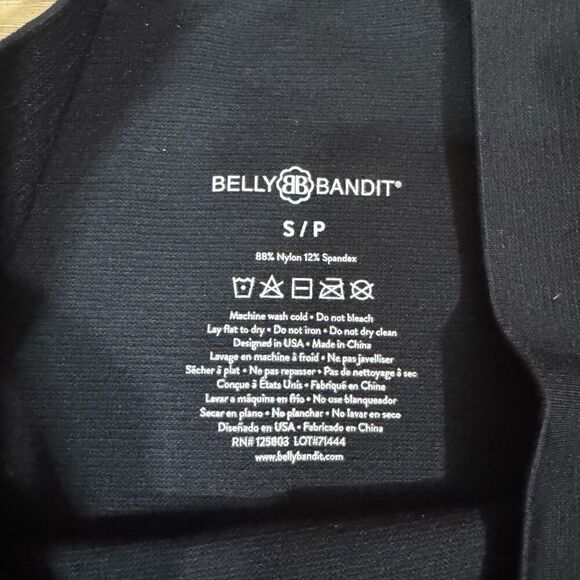 BELLY BB BANDIT®
S / P
88% Nylon 12% Spandex
Machine wash cold • Do not bleach
Lay flat to dry • Do not iron • Do not dry clean
Designed in USA • Made in China
Lavage en machine à froid • Ne pas javelliser
Sécher à plat • Ne pas repasser • Pas de nettoyage à sec
Conçue à États Unis • Fabriqué en Chine
Lavar a máquina en frío • No use blanqueador
Secar en plano • No planchar • No lavar en seco
Diseñado en USA • Fabricado en China
RN# 125803 LOT#71444
www.bellybandit.com